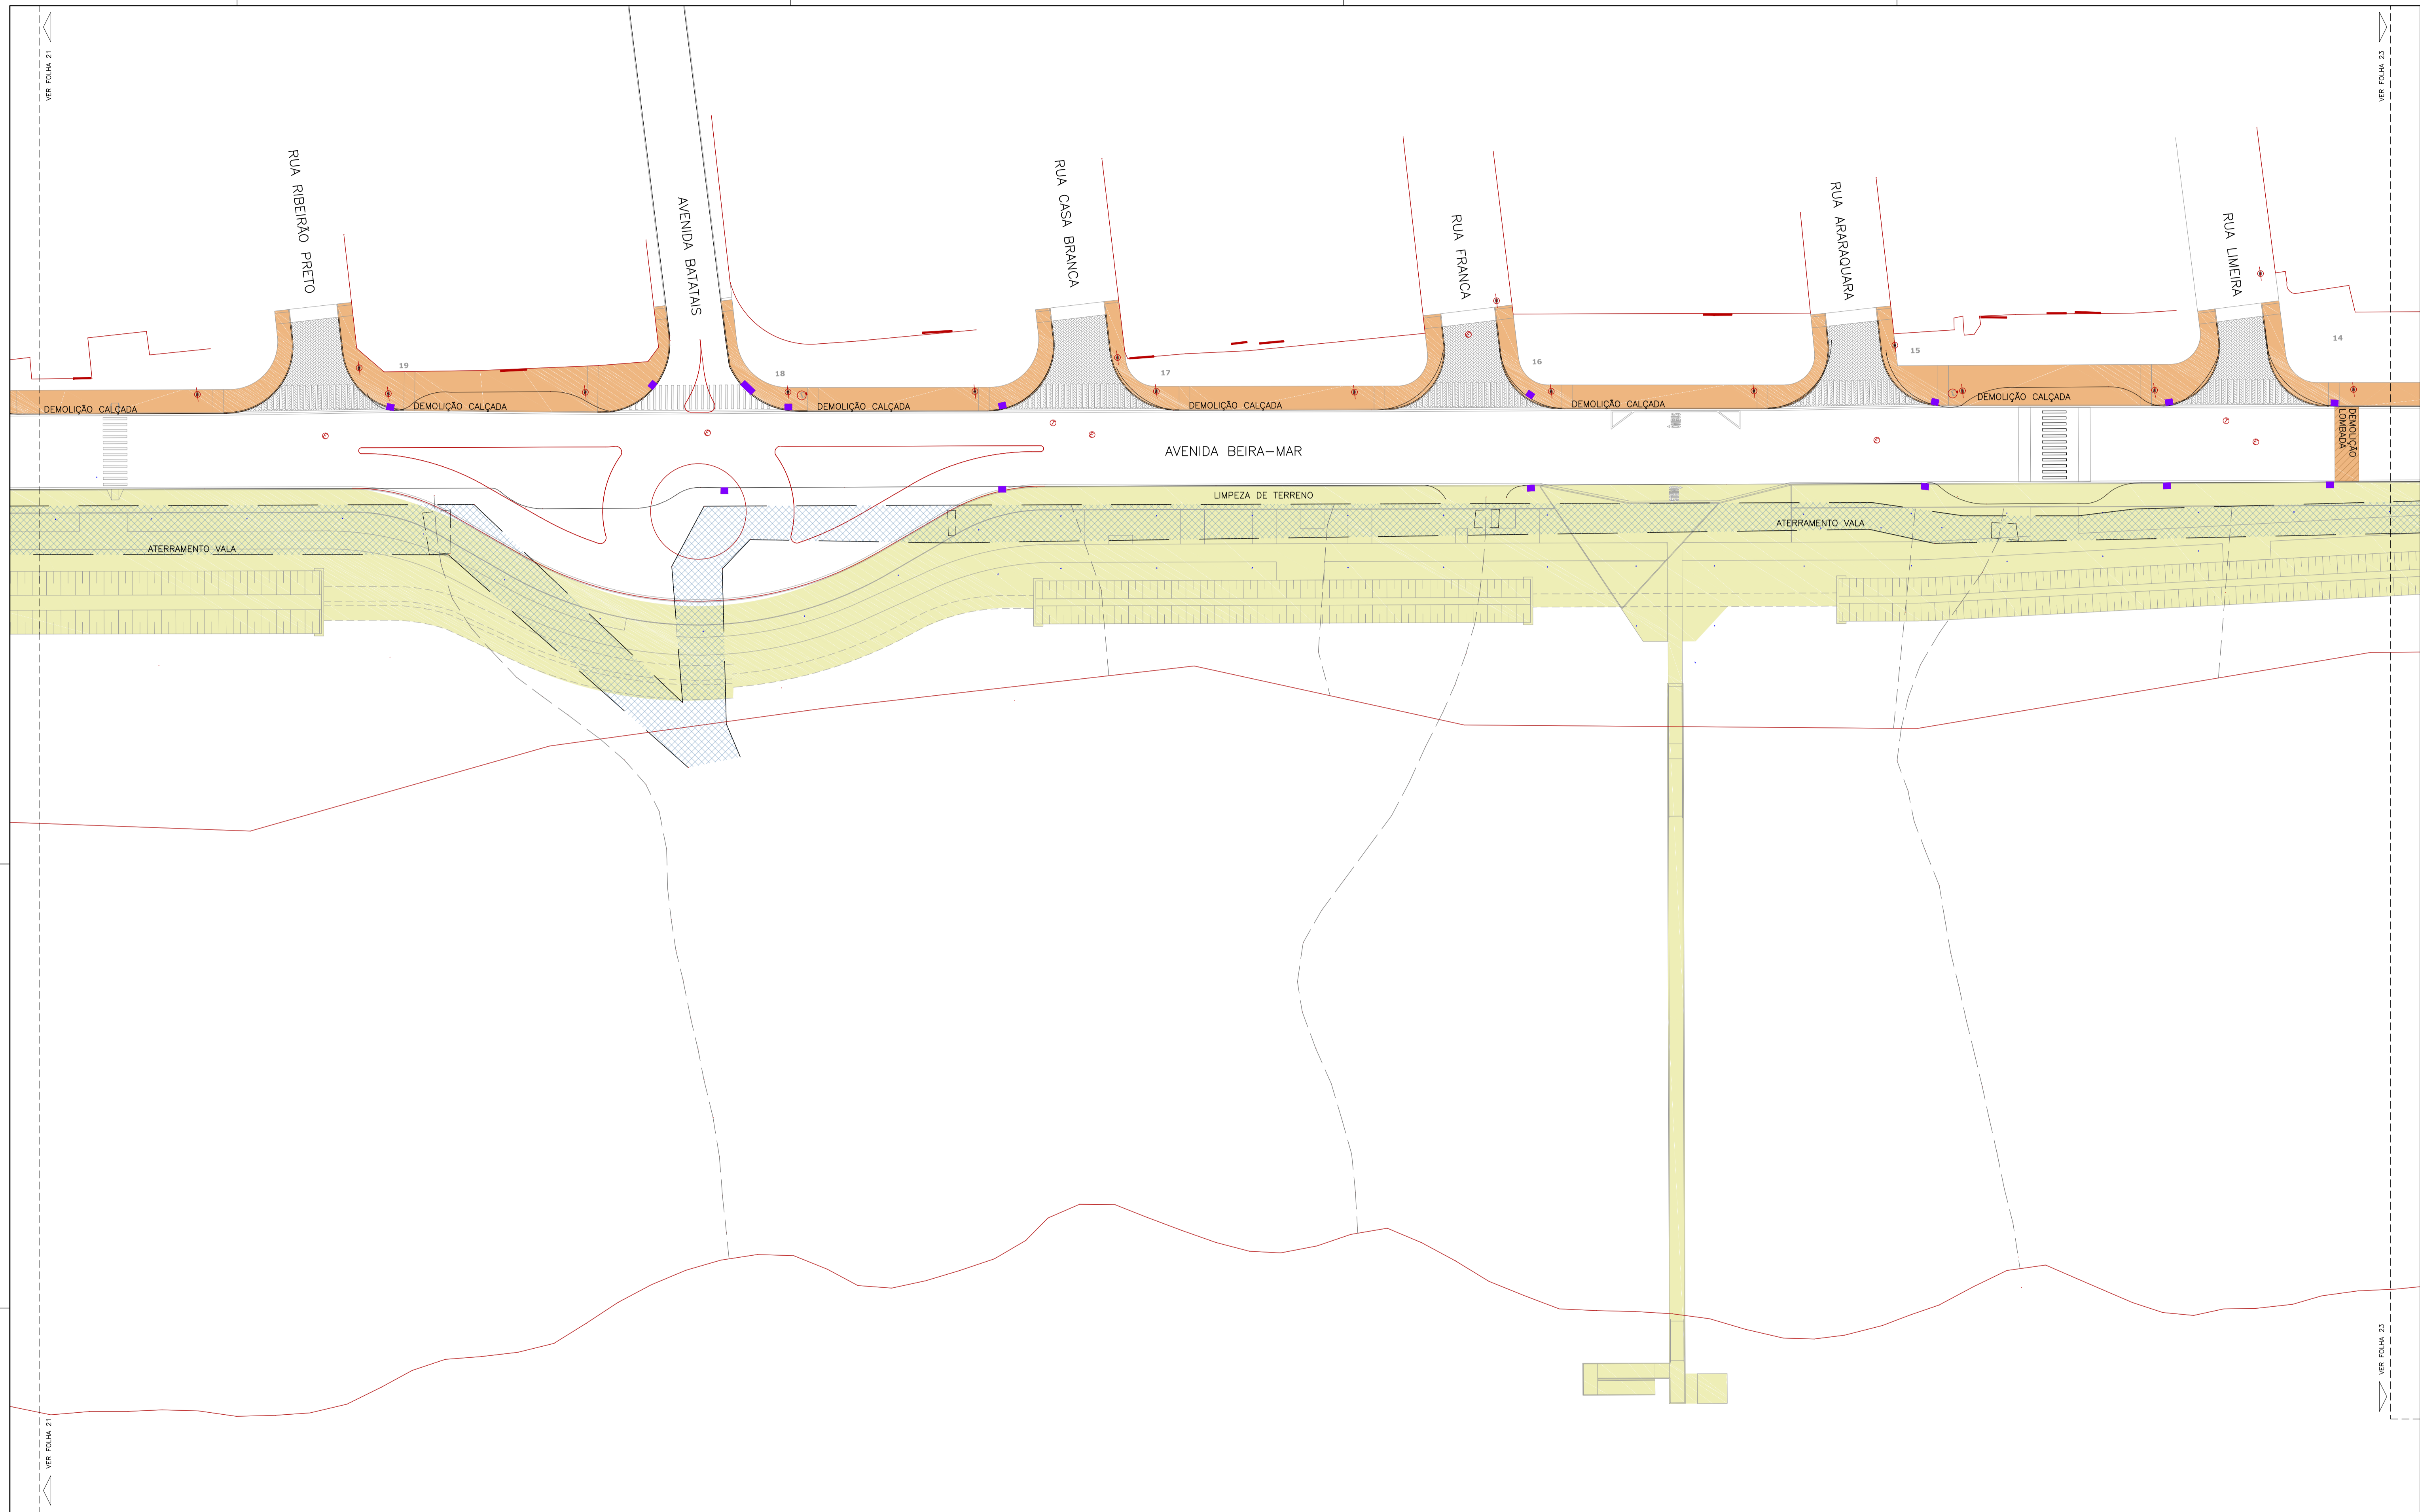 VER FOLHA 21
VER FOLHA 23
RUA RIBEIRÃO PRETO
AVENIDA BATATAIS
RUA CASA BRANCA
RUA FRANCA
RUA ARARAQUARA
RUA LIMEIRA
19
18
17
16
15
14
DEMOLIÇÃO CALÇADA
DEMOLIÇÃO CALÇADA
DEMOLIÇÃO CALÇADA
DEMOLIÇÃO CALÇADA
DEMOLIÇÃO CALÇADA
DEMOLIÇÃO CALÇADA
DEMOLIÇÃO
LOMBADA
AVENIDA BEIRA-MAR
LIMPEZA DE TERRENO
ATERRAMENTO VALA
ATERRAMENTO VALA
VER FOLHA 21
VER FOLHA 23